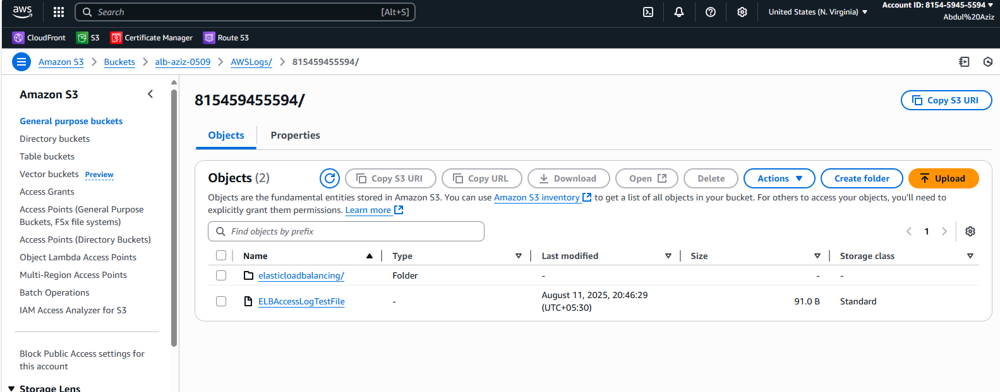 aws
Search
[Alt+S]
United States (N. Virginia)
Account ID: 8154-5945-5594
Abdul%20Aziz
CloudFront
S3
Certificate Manager
Route 53
Amazon S3
Buckets
alb-aziz-0509
AWSLogs/
815459455594/
Amazon S3
General purpose buckets
Directory buckets
Table buckets
Vector buckets Preview
Access Grants
Access Points (General Purpose
Buckets, FSx file systems)
Access Points (Directory Buckets)
Object Lambda Access Points
Multi-Region Access Points
Batch Operations
IAM Access Analyzer for S3
Block Public Access settings for
this account
Storage Lens
815459455594/
Copy S3 URI
Objects
Properties
Objects (2)
Copy S3 URI
Copy URL
Download
Open
Delete
Actions
Create folder
Upload
Objects are the fundamental entities stored in Amazon S3. You can use Amazon S3 inventory to get a list of all objects in your bucket. For others to access your objects, you'll need to
explicitly grant them permissions. Learn more
Find objects by prefix
1
Name
Type
Last modified
Size
Storage class
elasticloadbalancing/
Folder
-
-
-
ELBAccessLogTestFile
-
August 11, 2025, 20:46:29
(UTC+05:30)
91.0 B
Standard